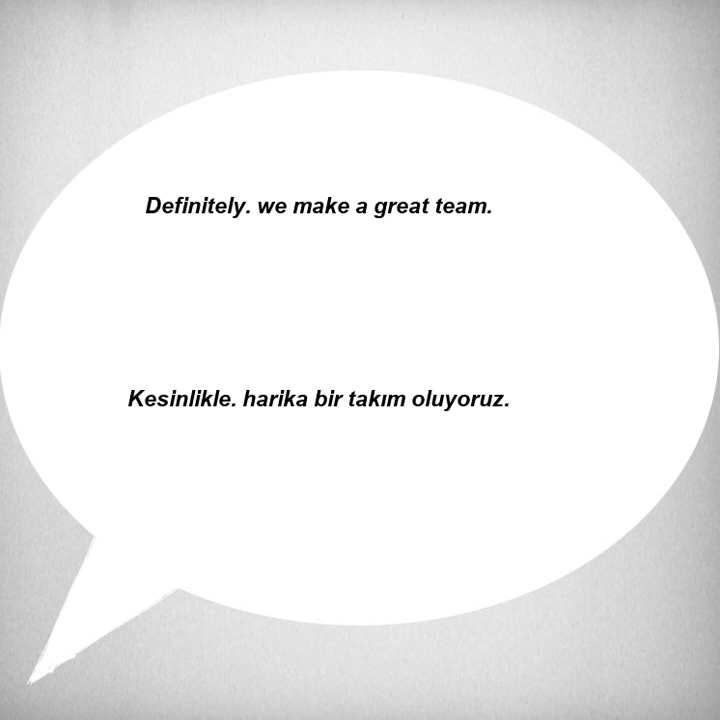 Definitely. we make a great team.
Kesinlikle. harika bir takım oluyoruz.